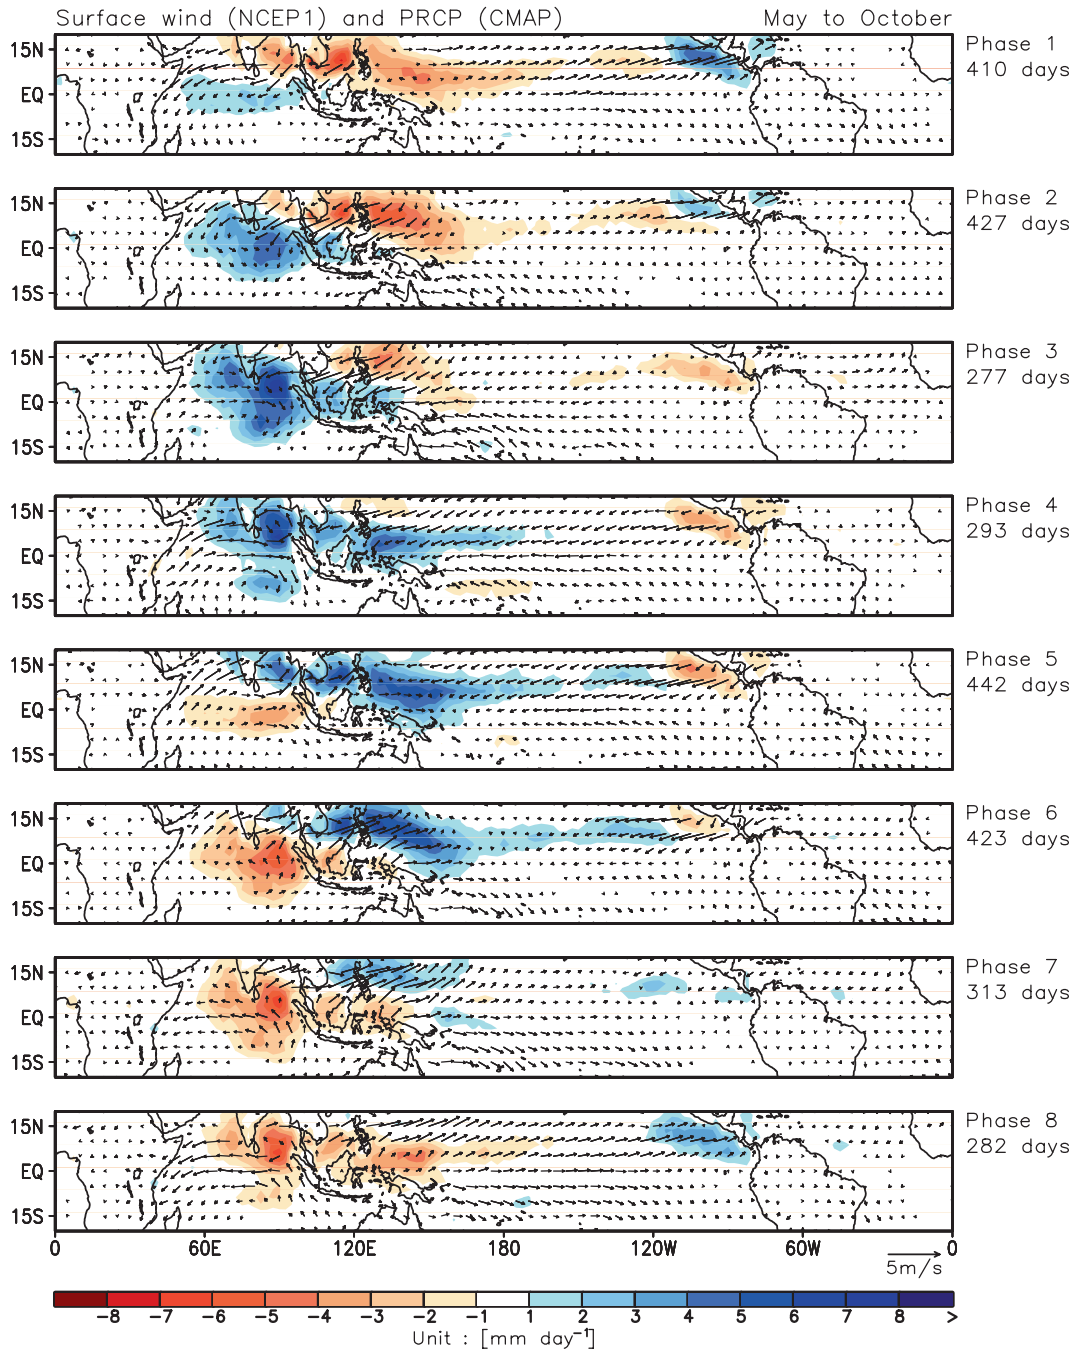 Surface wind (NCEP1) and PRCP (CMAP) May to October
Phase 1
410 days
15N
EQ
15S
Phase 2
427 days
15N
EQ
15S
Phase 3
277 days
15N
EQ
15S
Phase 4
293 days
15N
EQ
15S
Phase 5
442 days
15N
EQ
15S
Phase 6
423 days
15N
EQ
15S
Phase 7
313 days
15N
EQ
15S
Phase 8
282 days
15N
EQ
15S
0 60E 120E 180 120W 60W 0
5m/s
-8 -7 -6 -5 -4 -3 -2 -1 1 2 3 4 5 6 7 8 >
Unit : [mm day⁻¹]